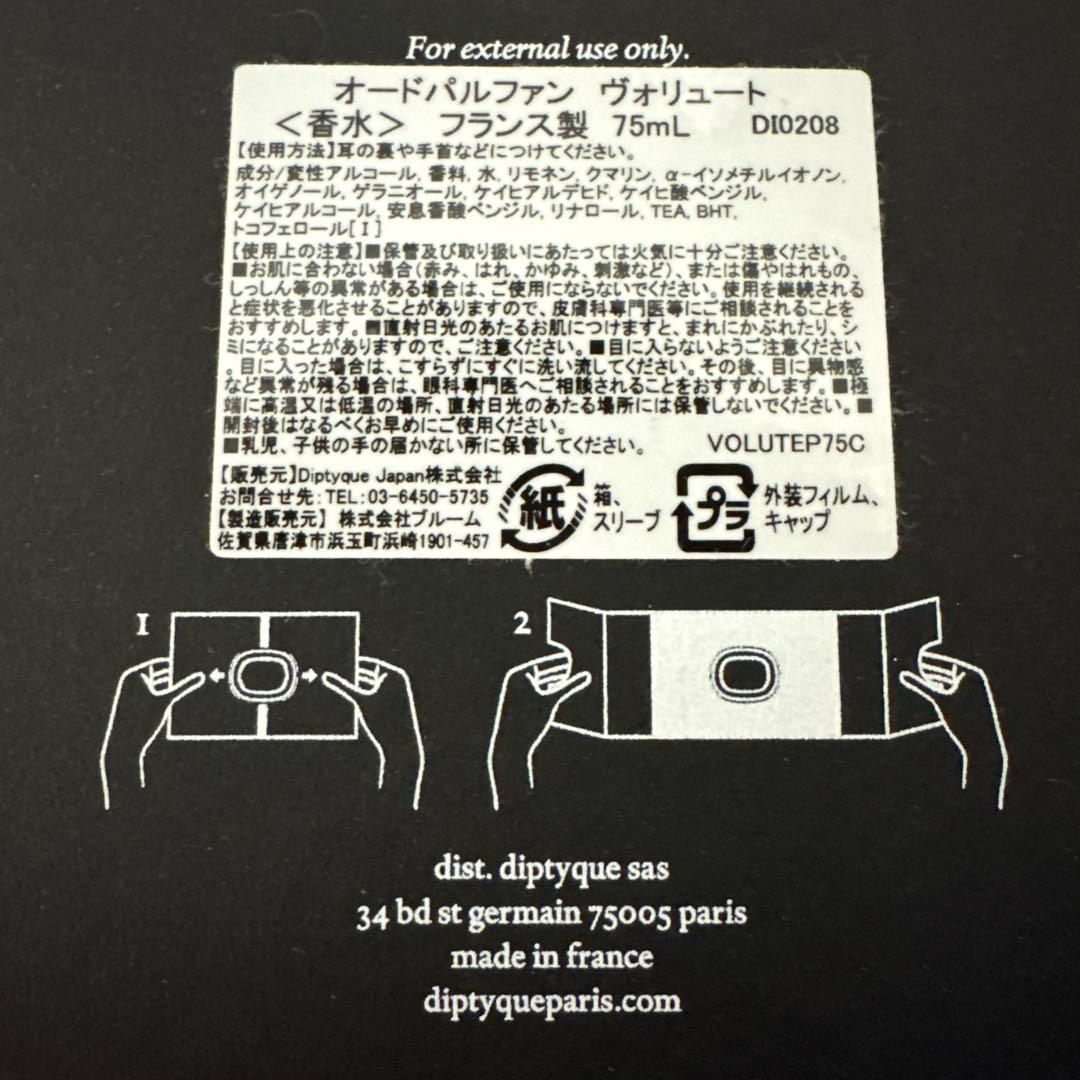 For external use only.
オードパルファン ヴォリュート
＜香水＞ フランス製 75mL DI0208
【使用方法】耳の裏や手首などにつけてください。
成分/変性アルコール, 香料, 水, リモネン, クマリン, α-イソメチルイオノン,
オイゲノール, ゲラニオール, ケイヒアルデヒド, ケイヒ酸ベンジル,
ケイヒアルコール, 安息香酸ベンジル, リナロール, TEA, BHT,
トコフェロール[I]
【使用上の注意】■保管及び取り扱いにあたっては火気に十分ご注意ください。
■お肌に合わない場合(赤み、はれ、かゆみ、刺激など)、または傷やはれもの、
しっしん等の異常がある場合は、ご使用にならないでください。使用を継続される
と症状を悪化させることがありますので、皮膚科専門医等にご相談されることを
おすすめします。■直射日光のあたるお肌につけますと、まれにかぶれたり、シ
ミになることがありますので、ご注意ください。■目に入らないようご注意ください
。目に入った場合は、こすらずにすぐに洗い流してください。その後、目に異物感
など異常が残る場合は、眼科専門医へご相談されることをおすすめします。■極
端に高温又は低温の場所、直射日光のあたる場所には保管しないでください。■
開封後はなるべくお早めにご使用ください。
■乳児、子供の手の届かない所に保管してください。 VOLUTEP75C
【販売元】Diptyque Japan株式会社
お問合せ先：TEL：03-6450-5735
【製造販売元】 株式会社ブルーム
佐賀県唐津市浜玉町浜崎1901-457
紙 箱、
スリーブ
プラ 外装フィルム、
キャップ
1 2
dist. diptyque sas
34 bd st germain 75005 paris
made in france
diptyqueparis.com